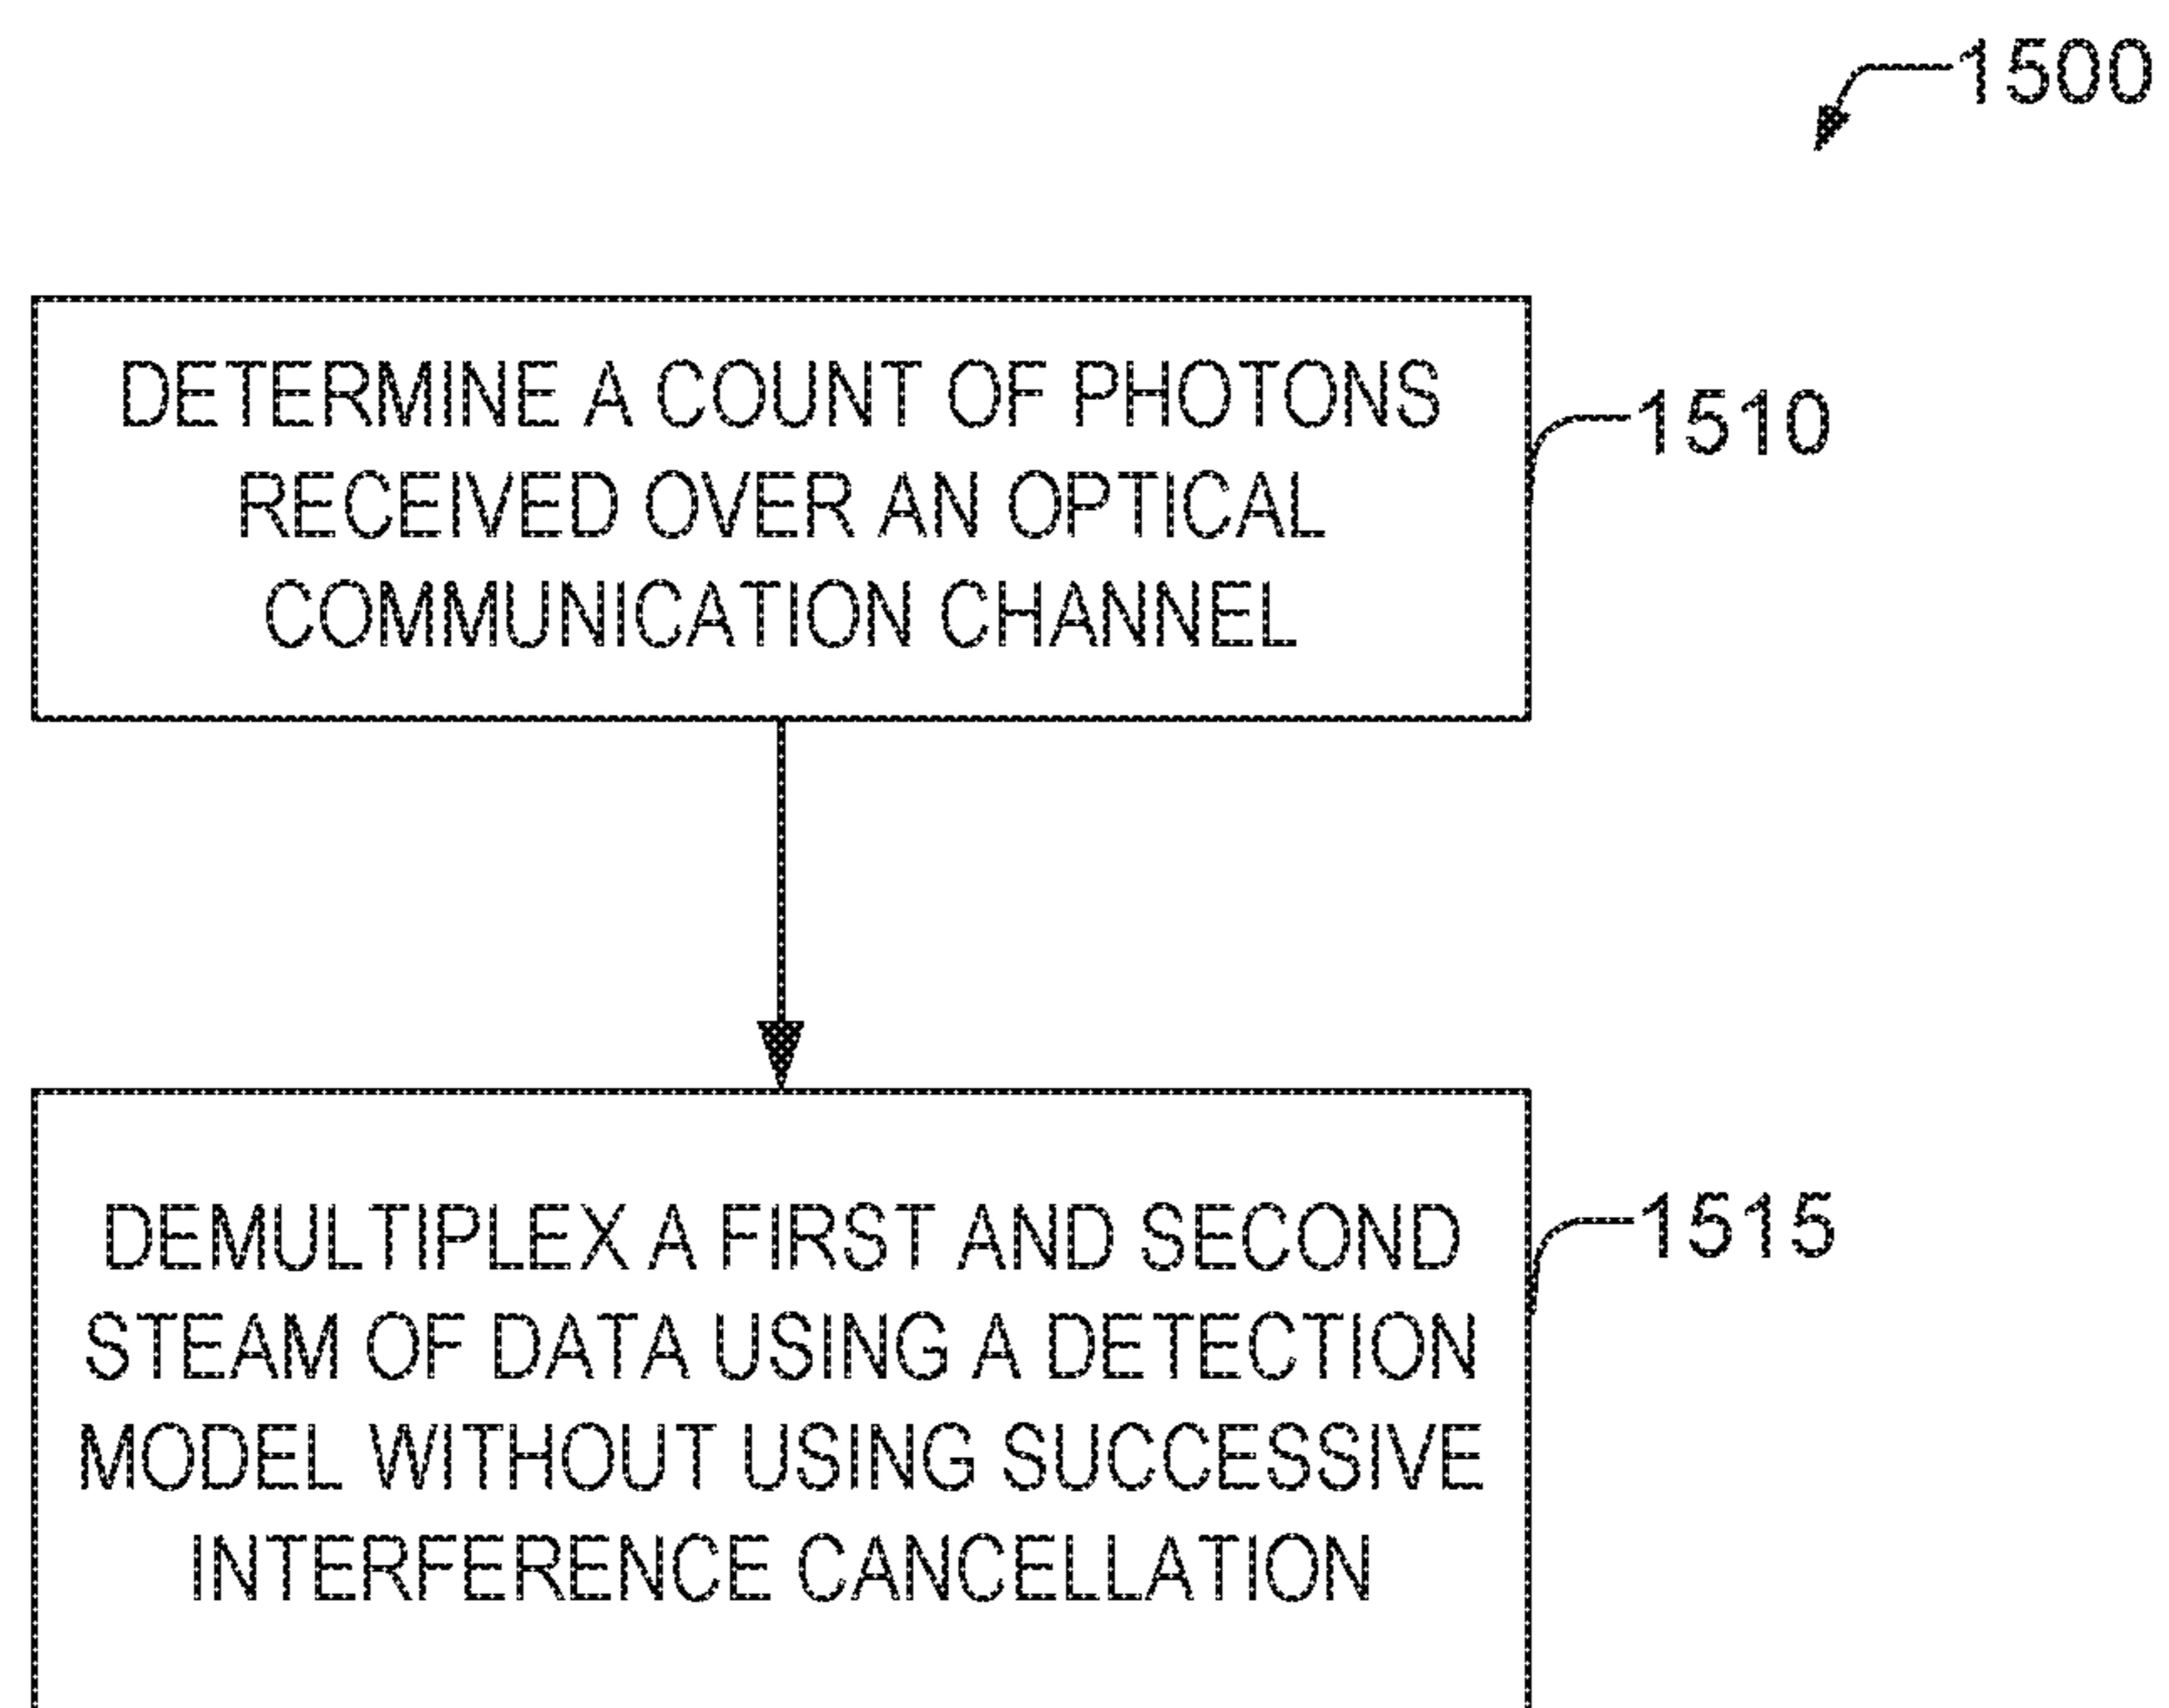 1500
DETERMINE A COUNT OF PHOTONS
RECEIVED OVER AN OPTICAL
COMMUNICATION CHANNEL
1510
DEMULTIPLEX A FIRST AND SECOND
STEAM OF DATA USING A DETECTION
MODEL WITHOUT USING SUCCESSIVE
INTERFERENCE CANCELLATION
1515